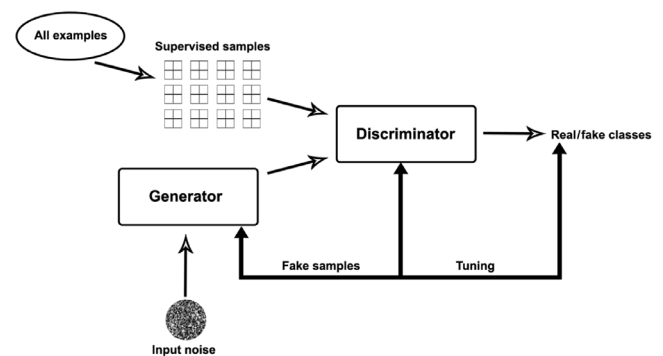 All examples
Supervised samples
Discriminator
Real/fake classes
Generator
Fake samples
Tuning
Input noise